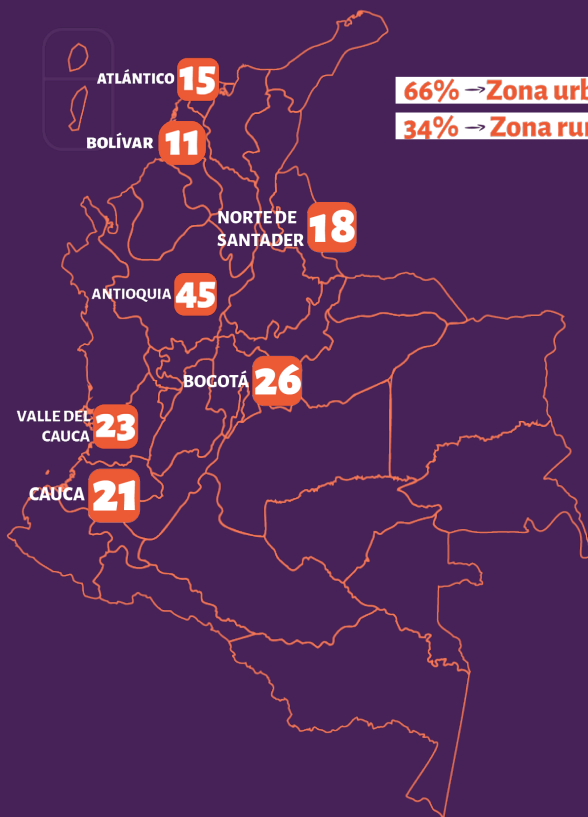 ATLÁNTICO 15
66% → Zona urb
BOLÍVAR 11
34% → Zona rur
NORTE DE
SANTADER 18
ANTIOQUIA 45
BOGOTÁ 26
VALLE DEL
CAUCA 23
CAUCA 21